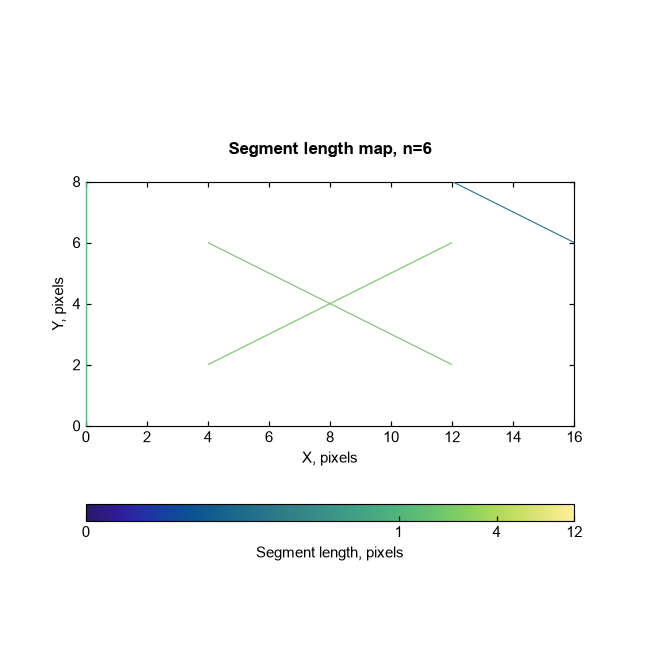 Segment length map, n=6
8
6
4
2
0
Y, pixels
0 2 4 6 8 10 12 14 16
X, pixels
0 1 4 12
Segment length, pixels